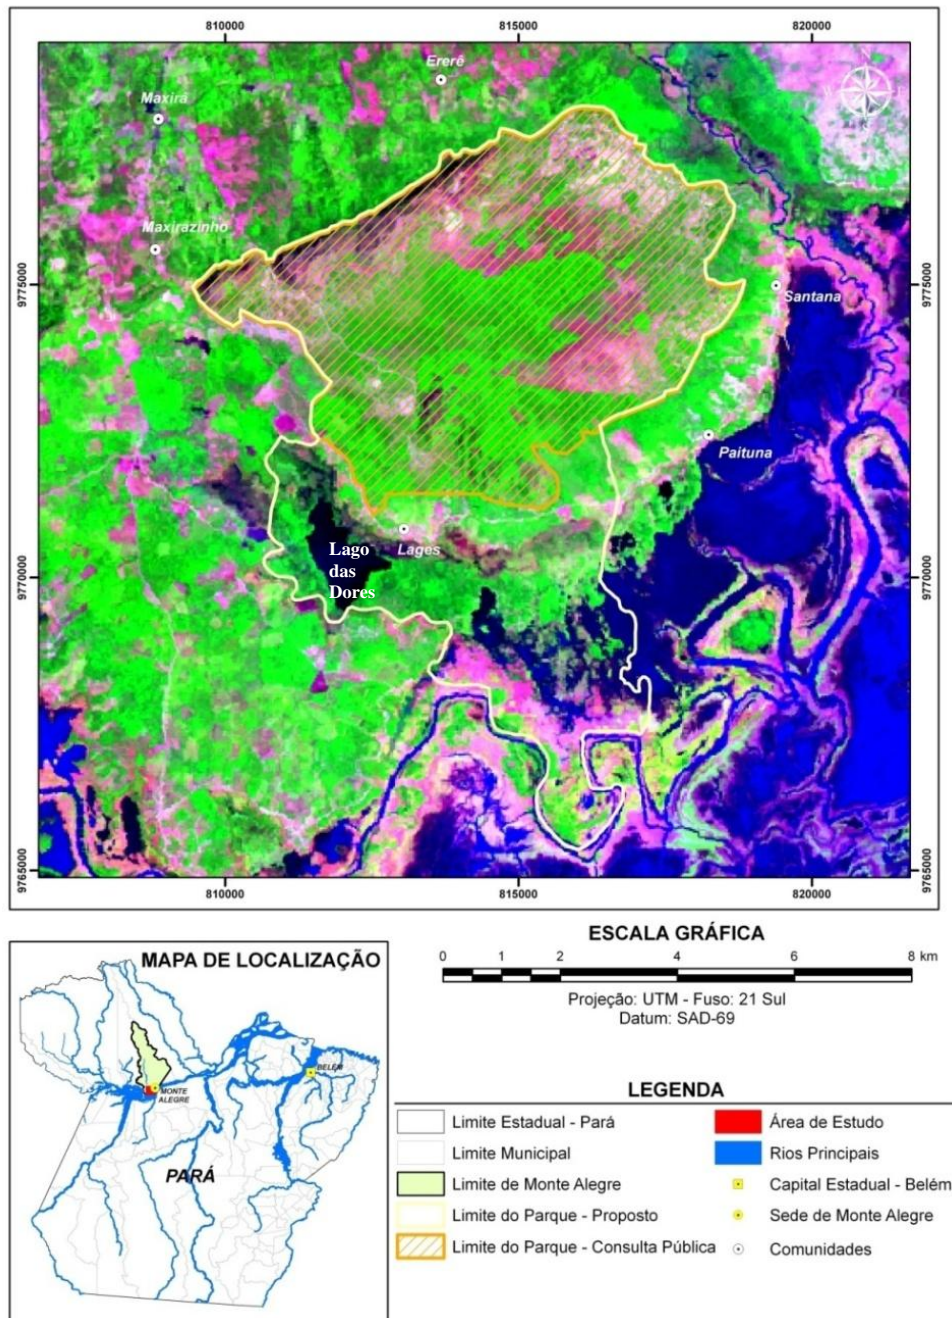 810000
815000
820000
Ereré
Maxirá
N
Maxirazinho
9775000
9775000
Santana
Paituna
Lages
Lago
das
Dores
9770000
9770000
9765000
9765000
810000
815000
820000
ESCALA GRÁFICA
0 1 2 4 6 8 km
Projeção: UTM - Fuso: 21 Sul
Datum: SAD-69
MAPA DE LOCALIZAÇÃO
BELÉM
MONTE
ALEGRE
PARÁ
LEGENDA
Limite Estadual - Pará
Limite Municipal
Limite de Monte Alegre
Limite do Parque - Proposto
Limite do Parque - Consulta Pública
Área de Estudo
Rios Principais
Capital Estadual - Belém
Sede de Monte Alegre
Comunidades